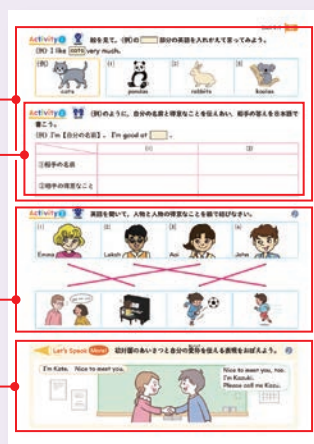 Activity 1 絵を見て，(例)の 部分の英語を入れかえて言ってみよう。
(例) I like cats very much.
(例) (1) (2) (3)
cats pandas rabbits koalas
Activity 2 (例)のように，自分の名前と得意なことを伝えあい，相手の答えを日本語で
書こう。
(例) I'm【自分の名前】. I'm good at .
(1) (2)
①相手の名前
②相手の得意なこと
Activity 3 英語を聞いて，人物と人物の得意なことを線で結びなさい。
(1) (2) (3) (4)
Emma Laksh Aoi John
Let's Speak More! 初対面のあいさつと自分の愛称を伝える表現をおぼえよう。
I'm Kate. Nice to meet you.
Nice to meet you, too.
I'm Kazuki.
Please call me Kazu.